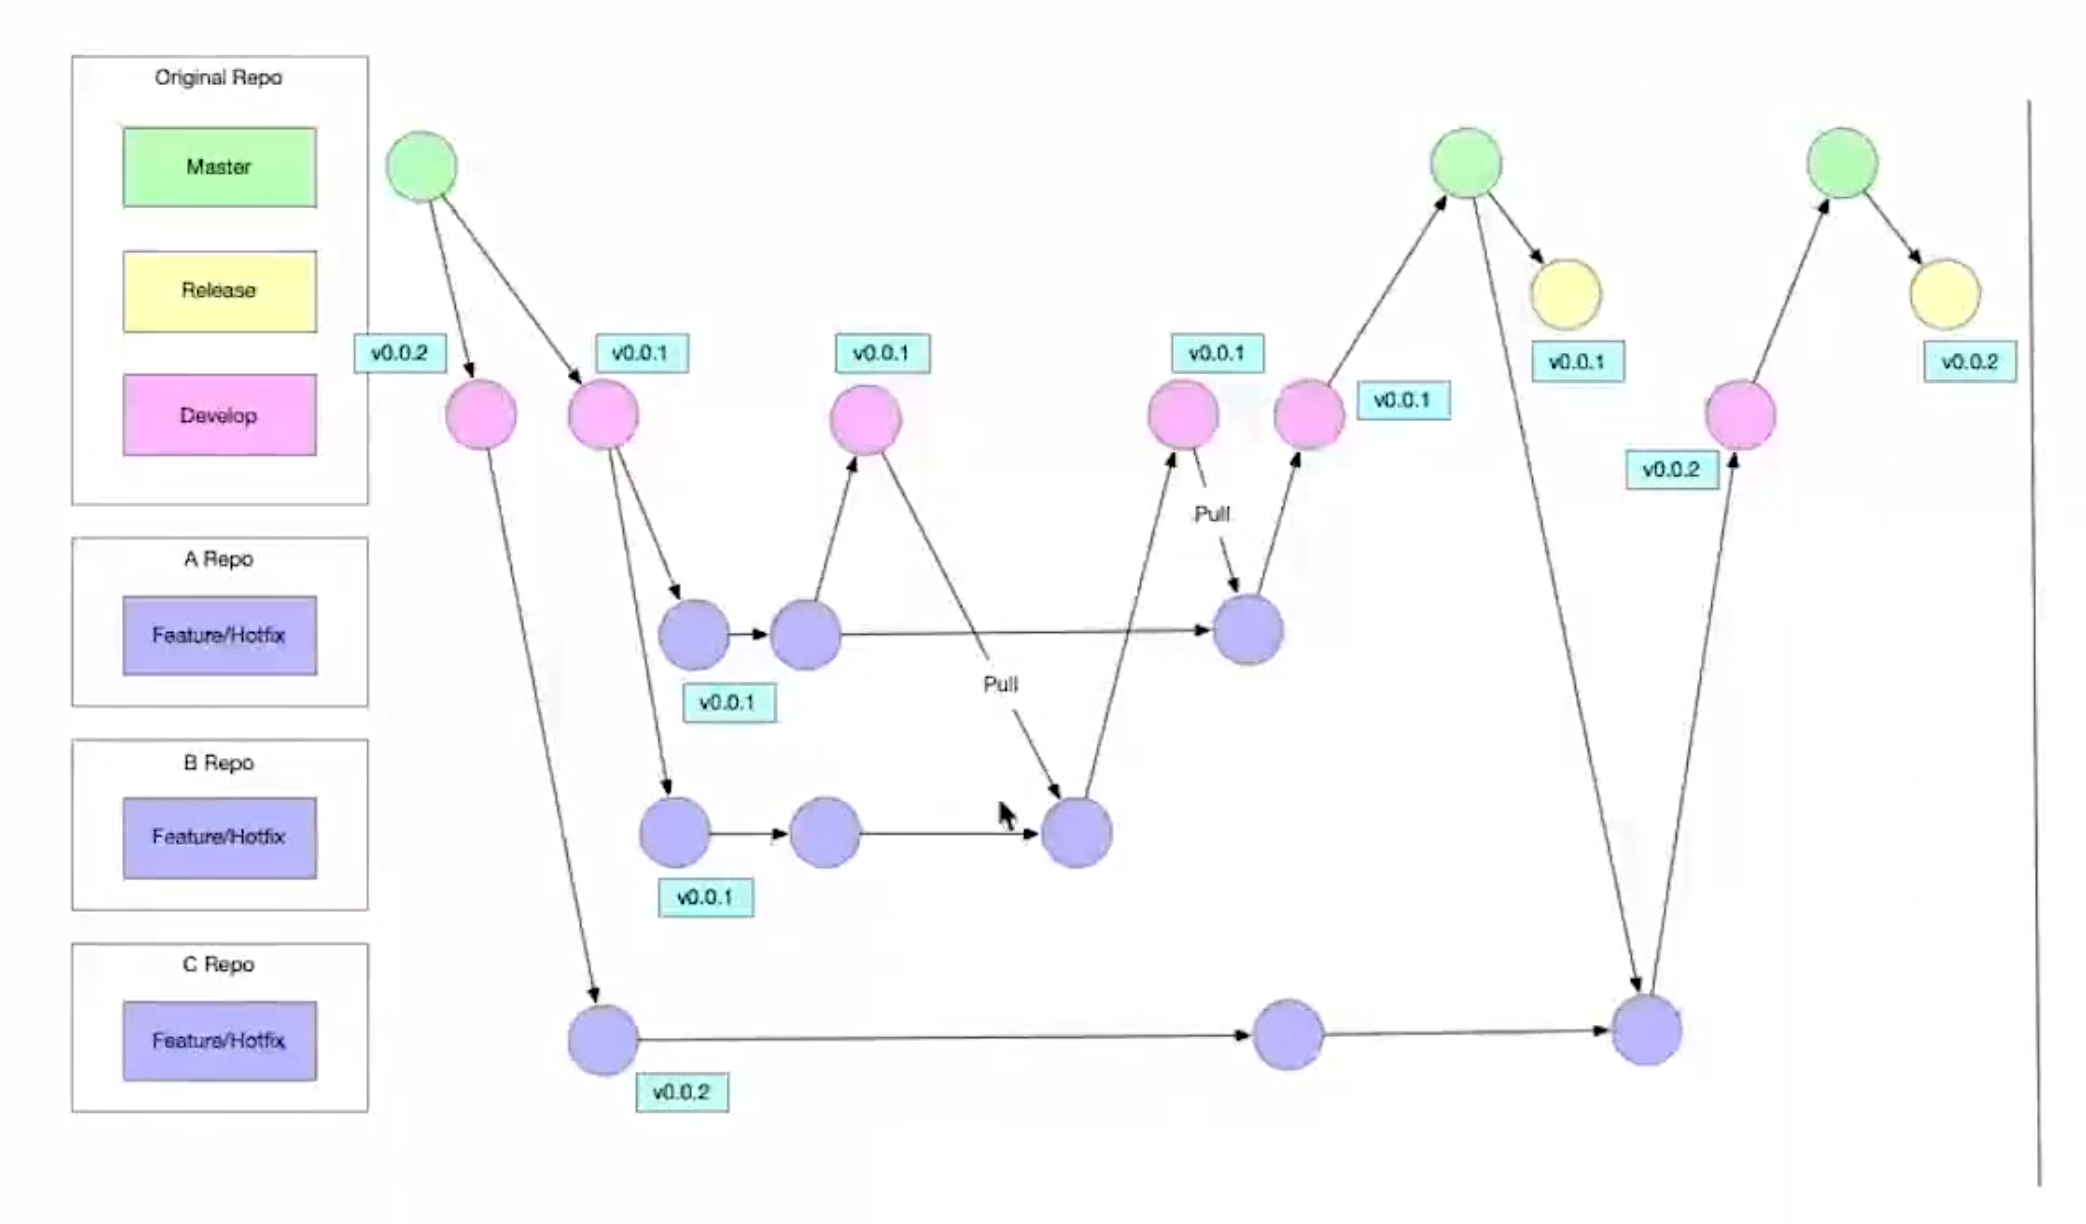 Original Repo
Master
Release
Develop
A Repo
Feature/Hotfix
B Repo
Feature/Hotfix
C Repo
Feature/Hotfix
v0.0.2
v0.0.1
v0.0.1
v0.0.1
v0.0.1
v0.0.1
v0.0.2
v0.0.2
Pull
Pull
v0.0.1
v0.0.1
v0.0.2